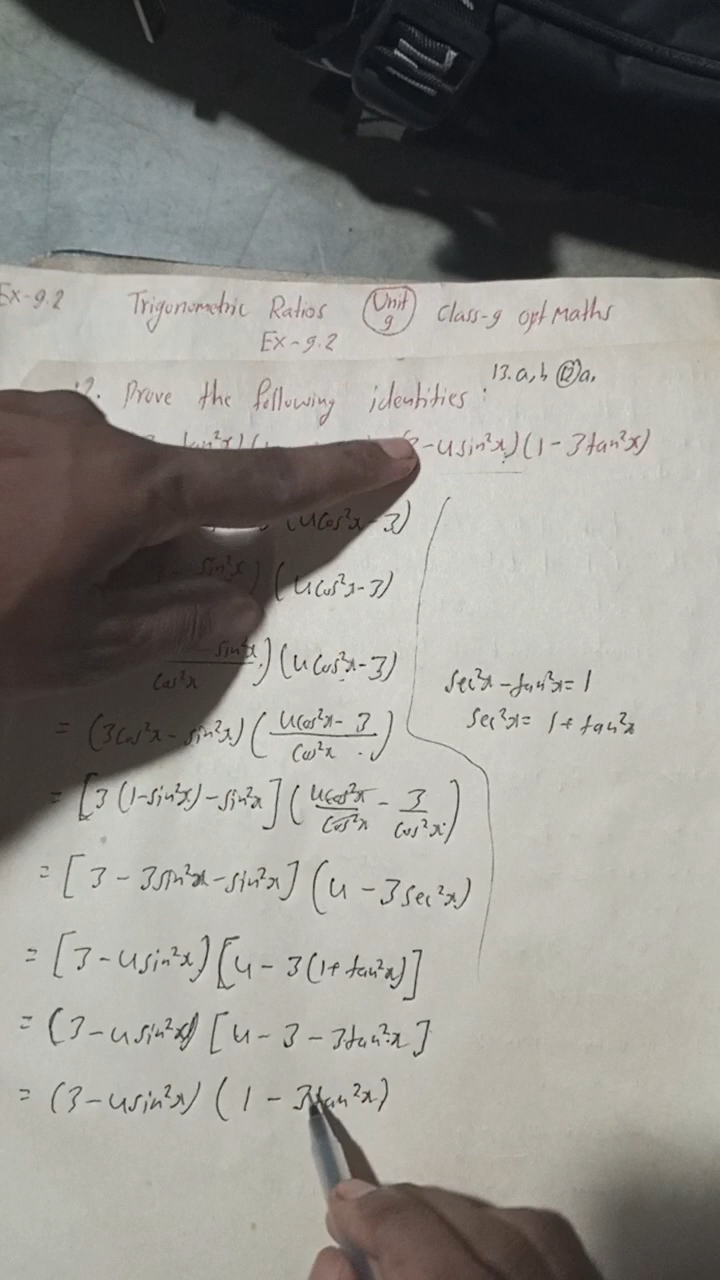 Ex-9.2 Trigonometric Ratios Unit 9 Class-9 opt Maths
Ex-9.2
13. a, b 12 a,
Prove the following identities:
tan²x) -4sin²x) (1-3tan²x)
(4cos²x-3)
sin²x) (4cos²x-3)
sin²x / cos²x) (4cos²x-3)
= (3cos²x-sin²x) (4cos²x-3 / cos²x)
= [3 (1-sin²x) -sin²x] (4cos²x / cos²x - 3 / cos²x)
= [3 - 3sin²x -sin²x] (4 - 3sec²x)
= [3-4sin²x) [4 - 3(1+tan²x)]
= (3-4sin²x) [4-3-3tan²x]
= (3-4sin²x) (1 - 3tan²x)
sec²x-tan²x=1
sec²x= 1+tan²x